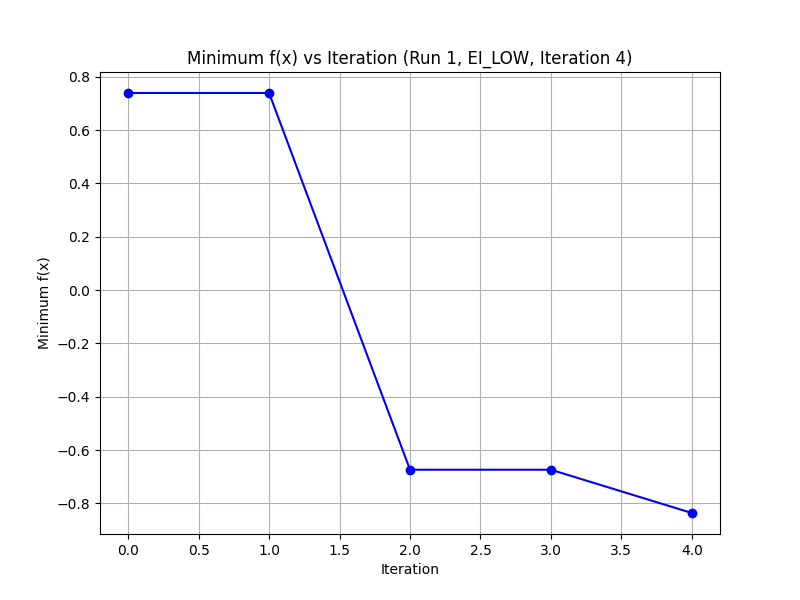 Minimum f(x) vs Iteration (Run 1, EI_LOW, Iteration 4)
Minimum f(x)
0.8
0.6
0.4
0.2
0.0
−0.2
−0.4
−0.6
−0.8
0.0 0.5 1.0 1.5 2.0 2.5 3.0 3.5 4.0
Iteration